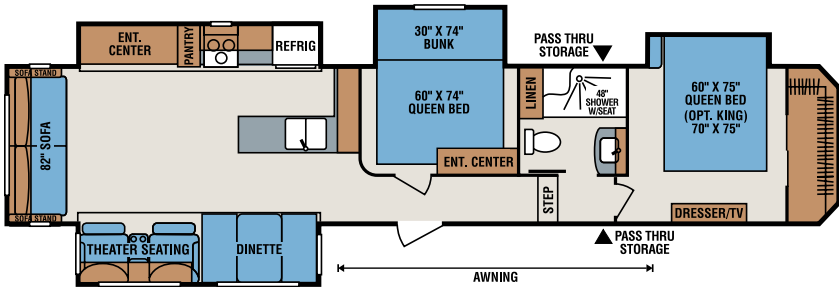 ENT.
CENTER
PANTRY
REFRIG
30" X 74"
BUNK
60" X 74"
QUEEN BED
ENT. CENTER
PASS THRU
STORAGE
LINEN
48"
SHOWER
W/SEAT
60" X 75"
QUEEN BED
(OPT. KING)
70" X 75"
SOFA STAND
82" SOFA
SOFA STAND
THEATER SEATING
DINETTE
STEP
DRESSER/TV
PASS THRU
STORAGE
AWNING